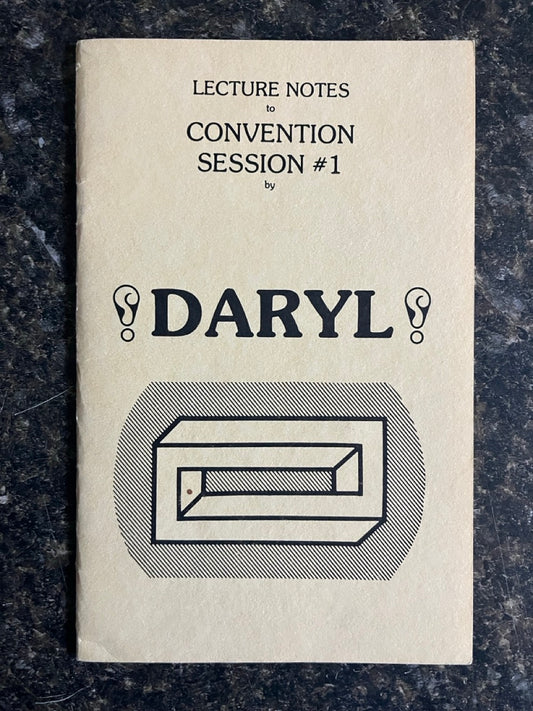 LECTURE NOTES
to
CONVENTION
SESSION #1
by
DARYL